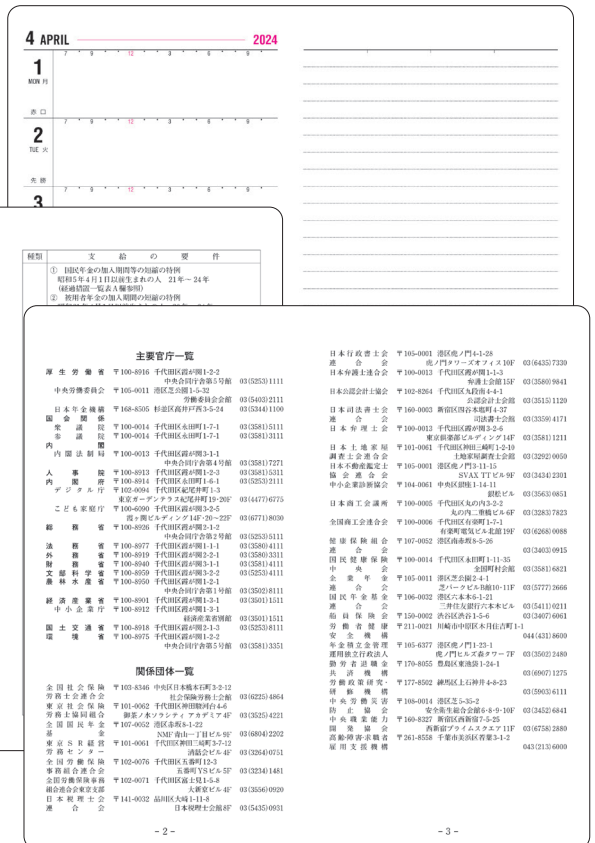 4 APRIL 2024
7 9 12 3 6 9
1
MON 月
赤口
7 9 12 3 6 9
2
TUE 火
先勝
7 9 12 3 6 9
3
種類 支給の要件
① 国民年金の加入期間等の短縮の特例
昭和5年4月1日以前生まれの人 21年～24年
(経過措置一覧表A欄参照)
② 被用者年金の加入期間の短縮の特例
主要官庁一覧
厚生労働省 〒100-8916 千代田区霞が関1-2-2
中央合同庁舎第5号館 03(5253)1111
中央労働委員会 〒105-0011 港区芝公園1-5-32
労働委員会会館 03(5403)2111
日本年金機構 〒168-8505 杉並区高井戸西3-5-24 03(5344)1100
国会関係
衆議院 〒100-0014 千代田区永田町1-7-1 03(3581)5111
参議院 〒100-0014 千代田区永田町1-7-1 03(3581)3111
内閣
内閣法制局 〒100-0013 千代田区霞が関3-1-1
中央合同庁舎第4号館 03(3581)7271
人事院 〒100-8913 千代田区霞が関1-2-3 03(3581)5311
内閣府 〒100-8914 千代田区永田町1-6-1 03(5253)2111
デジタル庁 〒102-0094 千代田区紀尾井町1-3
東京ガーデンテラス紀尾井町19･20F 03(4477)6775
こども家庭庁 〒100-6090 千代田区霞が関3-2-5
霞ヶ関ビルディング14F･20～22F 03(6771)8030
総務省 〒100-8926 千代田区霞が関2-1-2
中央合同庁舎第2号館 03(5253)5111
法務省 〒100-8977 千代田区霞が関1-1-1 03(3580)4111
外務省 〒100-8919 千代田区霞が関2-2-1 03(3580)3311
財務省 〒100-8940 千代田区霞が関3-1-1 03(3581)4111
文部科学省 〒100-8959 千代田区霞が関3-2-2 03(5253)4111
農林水産省 〒100-8950 千代田区霞が関1-2-1
中央合同庁舎第1号館 03(3502)8111
経済産業省 〒100-8901 千代田区霞が関1-3-1 03(3501)1511
中小企業庁 〒100-8912 千代田区霞が関1-3-1
経済産業省別館 03(3501)1511
国土交通省 〒100-8918 千代田区霞が関2-1-3 03(5253)8111
環境省 〒100-8975 千代田区霞が関1-2-2
中央合同庁舎第5号館 03(3581)3351
関係団体一覧
全国社会保険 〒103-8346 中央区日本橋本石町3-2-12
労務士会連合会 社会保険労務士会館 03(6225)4864
東京社会保険 〒101-0062 千代田区神田駿河台4-6
労務士協同組合 御茶ノ水ソラシティ アカデミア4F 03(3525)4221
全国国民年金 〒107-0052 港区赤坂8-1-22
基金 NMF青山一丁目ビル9F 03(6804)2202
東京SR経営 〒101-0061 千代田区神田三崎町3-7-12
労務センター 清話会ビル4F 03(3264)0751
全国労働保険 〒102-0076 千代田区五番町12-3
事務組合連合会 五番町YSビル5F 03(3234)1481
全国労働保険事務 〒102-0071 千代田区富士見1-5-8
組合連合会東京支部 大新京ビル4F 03(3556)0920
日本税理士会 〒141-0032 品川区大崎1-11-8
連合会 日本税理士会館8F 03(5435)0931
－2－
日本行政書士会 〒105-0001 港区虎ノ門4-1-28
連合会 虎ノ門タワーズオフィス10F 03(6435)7330
日本弁護士連合会 〒100-0013 千代田区霞が関1-1-3
弁護士会館15F 03(3580)9841
日本公認会計士協会 〒102-8264 千代田区九段南4-4-1
公認会計士会館 03(3515)1120
日本司法書士会 〒160-0003 新宿区四谷本塩町4-37
連合会 司法書士会館 03(3359)4171
日本弁理士会 〒100-0013 千代田区霞が関3-2-6
東京倶楽部ビルディング14F 03(3581)1211
日本土地家屋 〒101-0061 千代田区神田三崎町1-2-10
調査士会連合会 土地家屋調査士会館 03(3292)0050
日本不動産鑑定士 〒105-0001 港区虎ノ門3-11-15
協会連合会 SVAX TTビル9F 03(3434)2301
中小企業診断協会 〒104-0061 中央区銀座1-14-11
銀松ビル 03(3563)0851
日本商工会議所 〒100-0005 千代田区丸の内3-2-2
丸の内二重橋ビル6F 03(3283)7823
全国商工会連合会 〒100-0006 千代田区有楽町1-7-1
有楽町電気ビル北館19F 03(6268)0088
健康保険組合 〒107-0052 港区南赤坂8-5-26
連合会 03(3403)0915
国民健康保険 〒100-0014 千代田区永田町1-11-35
中央会 全国町村会館 03(3581)6821
企業年金 〒105-0011 港区芝公園2-4-1
連合会 芝パークビルB館10･11F 03(5777)2666
国民年金基金 〒106-0032 港区六本木6-1-21
連合会 三井住友銀行六本木ビル 03(5411)0211
船員保険会 〒150-0002 渋谷区渋谷1-5-6 03(3407)6061
労働者健康 〒211-0021 川崎市中原区木月住吉町1-1
安全機構 044(431)8600
年金積立金管理 〒105-6377 港区虎ノ門1-23-1
運用独立行政法人 虎ノ門ヒルズ森タワー7F 03(3502)2480
勤労者退職金 〒170-8055 豊島区東池袋1-24-1
共済機構 03(6907)1275
労働政策研究･ 〒177-8502 練馬区上石神井4-8-23
研修機構 03(5903)6111
中央労働災害 〒108-0014 港区芝5-35-2
防止協会 安全衛生総合会館6･8･9･10F 03(3452)6841
中央職業能力 〒160-8327 新宿区西新宿7-5-25
開発協会 西新宿プライムスクエア11F 03(6758)2880
高齢･障害･求職者 〒261-8558 千葉市美浜区若葉3-1-2
雇用支援機構 043(213)6000
－3－